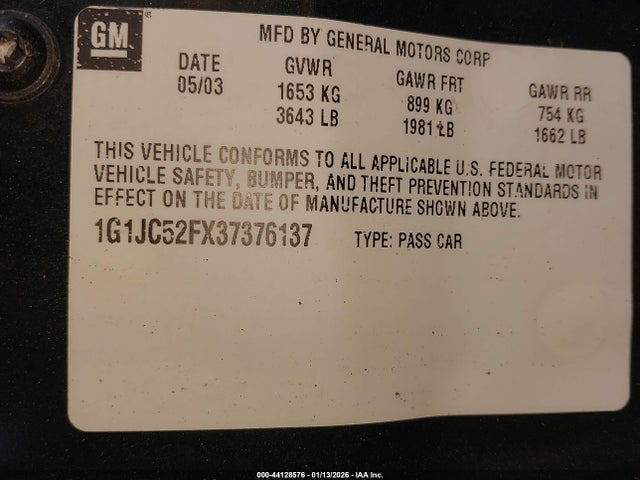 GM
MFD BY GENERAL MOTORS CORP
DATE GVWR GAWR FRT GAWR RR
05/03 1653 KG 899 KG 754 KG
3643 LB 1981 LB 1662 LB
THIS VEHICLE CONFORMS TO ALL APPLICABLE U.S. FEDERAL MOTOR
VEHICLE SAFETY, BUMPER, AND THEFT PREVENTION STANDARDS IN
EFFECT ON THE DATE OF MANUFACTURE SHOWN ABOVE.
1G1JC52FX37376137 TYPE: PASS CAR
000-44128576 - 01/13/2026 - IAA Inc.